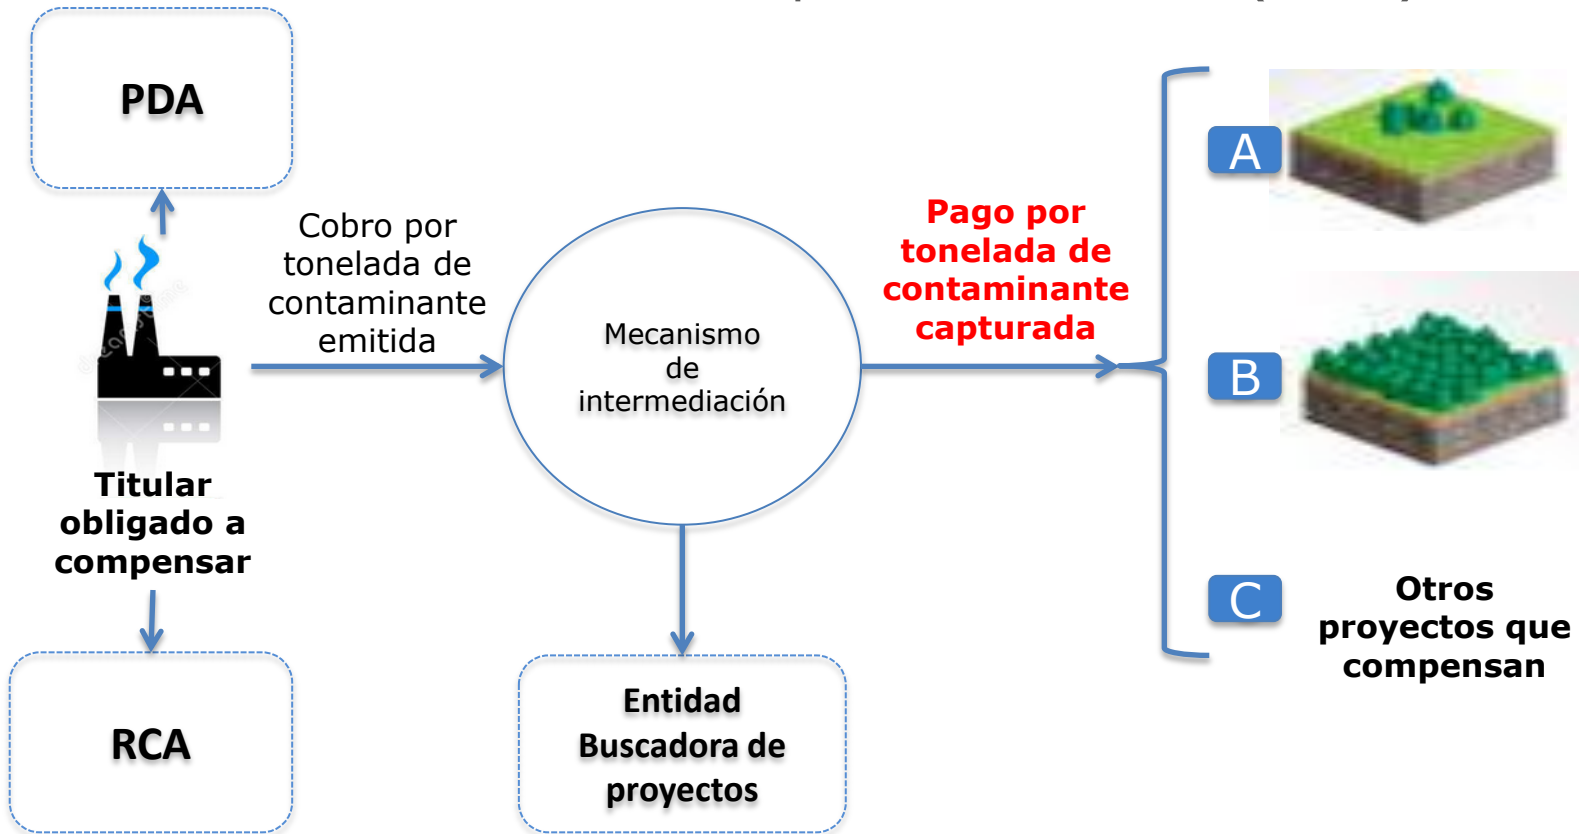 PDA
Cobro por
tonelada de
contaminante
emitida
Titular
obligado a
compensar
RCA
Mecanismo
de
intermediación
Entidad
Buscadora de
proyectos
Pago por
tonelada de
contaminante
capturada
A
B
C
Otros
proyectos que
compensan